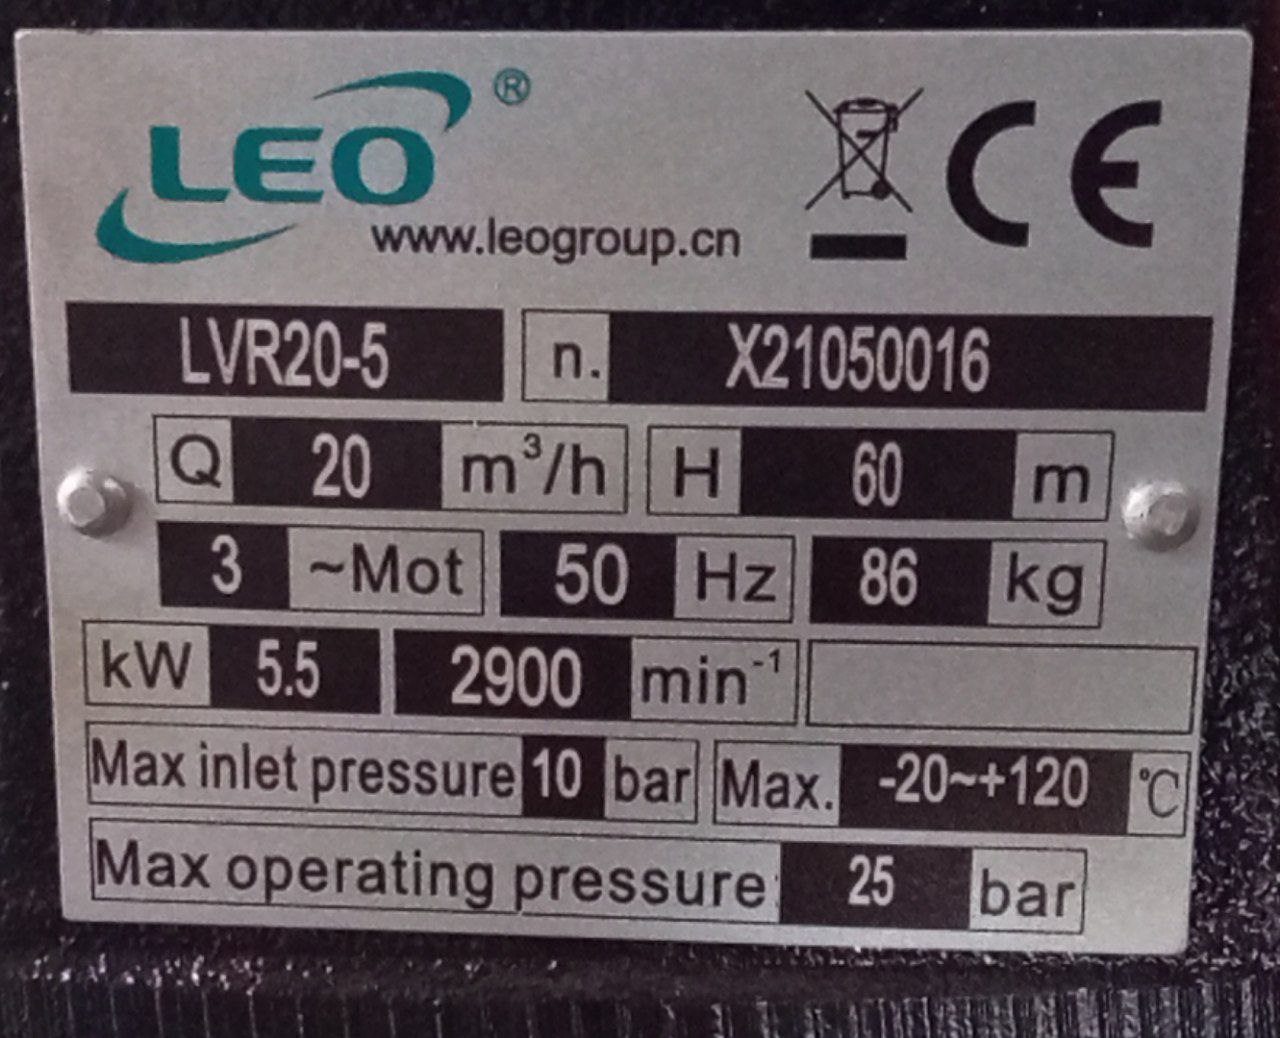 LEO ®
www.leogroup.cn
CE
LVR20-5 n. X21050016
Q 20 m³/h H 60 m
3 ~Mot 50 Hz 86 kg
kW 5.5 2900 min⁻¹
Max inlet pressure 10 bar Max. -20~+120 ℃
Max operating pressure 25 bar